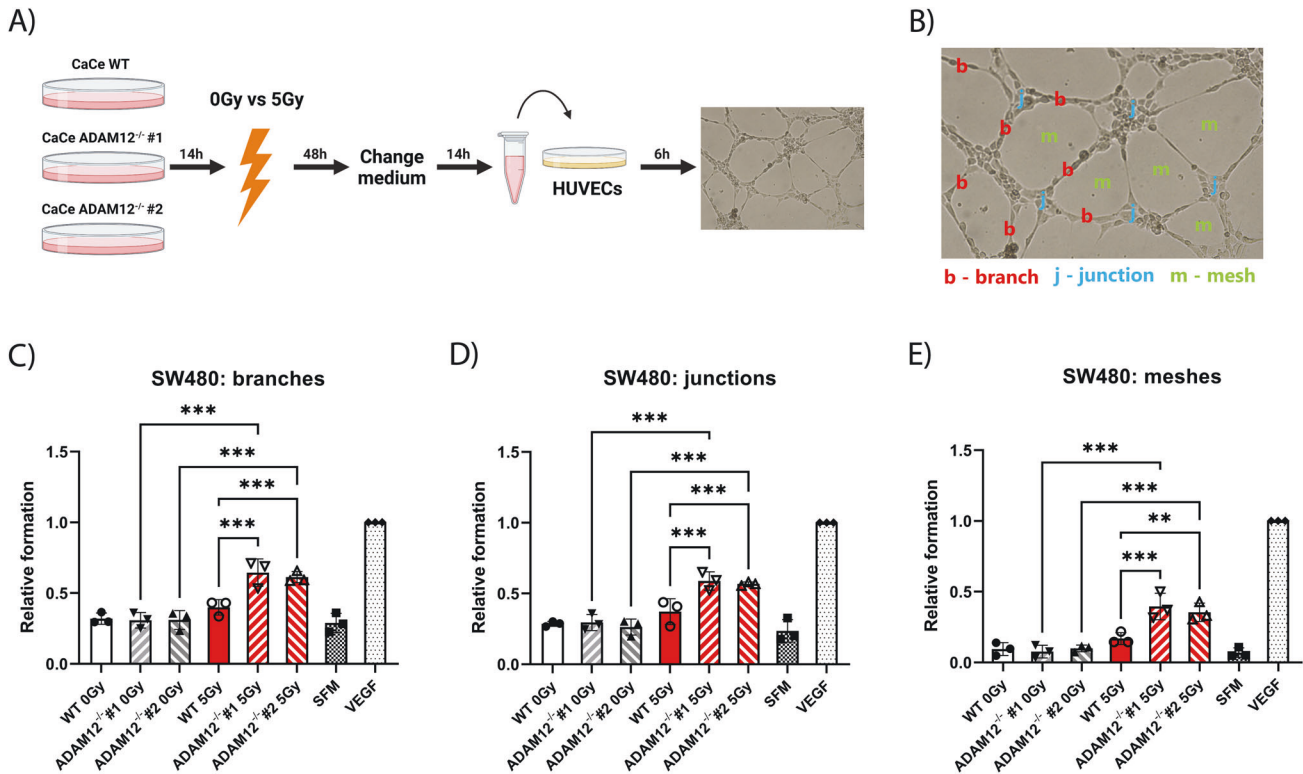 A)
CaCe WT
CaCe ADAM12⁻/⁻ #1
CaCe ADAM12⁻/⁻ #2
14h
0Gy vs 5Gy
48h
Change
medium
14h
HUVECs
6h
B)
b
b
b
b
b
b
b
j
j
j
j
j
m
m
m
m
m
b - branch j - junction m - mesh
C)
SW480: branches
Relative formation
1.5
1.0
0.5
0.0
***
***
***
***
WT 0Gy
ADAM12⁻/⁻#1 0Gy
ADAM12⁻/⁻#2 0Gy
WT 5Gy
ADAM12⁻/⁻#1 5Gy
ADAM12⁻/⁻#2 5Gy
SFM
VEGF
D)
SW480: junctions
Relative formation
1.5
1.0
0.5
0.0
***
***
***
***
WT 0Gy
ADAM12⁻/⁻#1 0Gy
ADAM12⁻/⁻#2 0Gy
WT 5Gy
ADAM12⁻/⁻#1 5Gy
ADAM12⁻/⁻#2 5Gy
SFM
VEGF
E)
SW480: meshes
Relative formation
1.5
1.0
0.5
0.0
***
***
**
***
WT 0Gy
ADAM12⁻/⁻#1 0Gy
ADAM12⁻/⁻#2 0Gy
WT 5Gy
ADAM12⁻/⁻#1 5Gy
ADAM12⁻/⁻#2 5Gy
SFM
VEGF